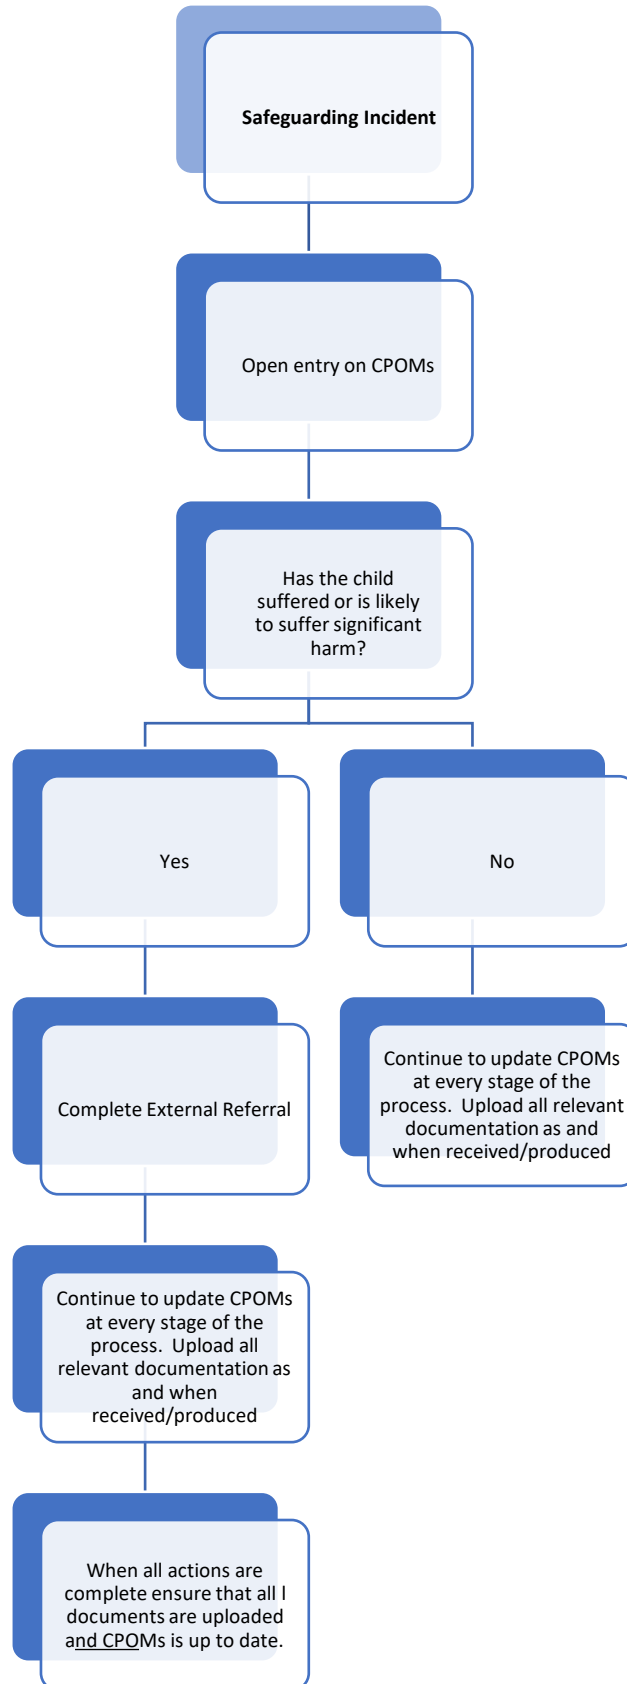 Safeguarding Incident
Open entry on CPOMs
Has the child
suffered or is likely
to suffer significant
harm?
Yes
No
Complete External Referral
Continue to update CPOMs
at every stage of the
process.  Upload all relevant
documentation as and
when received/produced
Continue to update CPOMs
at every stage of the
process.  Upload all
relevant documentation as
and when
received/produced
When all actions are
complete ensure that all l
documents are uploaded
and CPOMs is up to date.